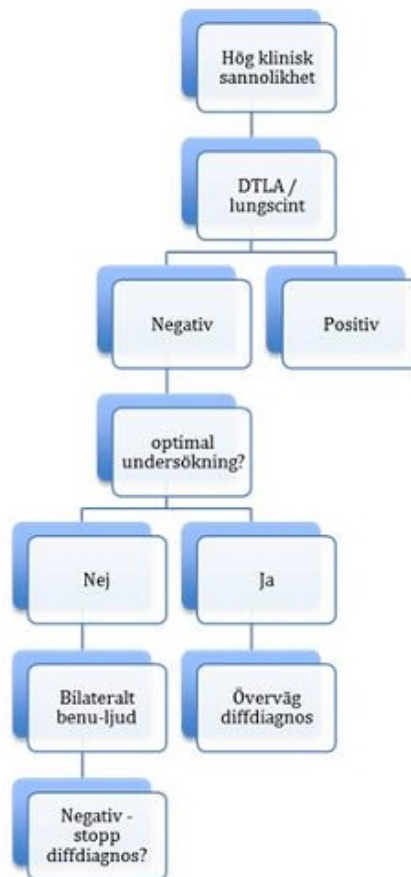 Hög klinisk
sannolikhet
DTLA /
lungscint
Negativ
Positiv
optimal
undersökning?
Nej
Ja
Bilateralt
benu-ljud
Överväg
diffdiagnos
Negativ -
stopp
diffdiagnos?